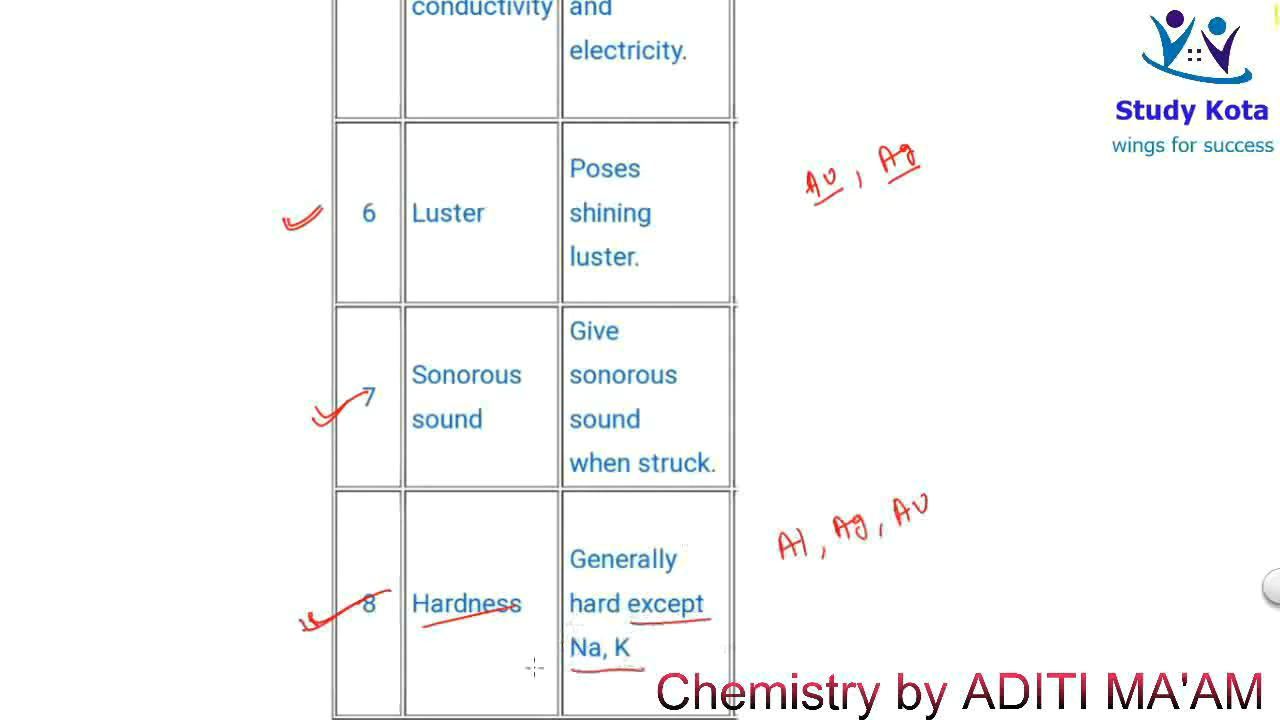 conductivity and
electricity.
Study Kota
wings for success
6 Luster Poses
shining
luster.
Au, Ag
7 Sonorous
sound Give
sonorous
sound
when struck.
8 Hardness Generally
hard except
Na, K
Al, Ag, Au
Chemistry by ADITI MA'AM